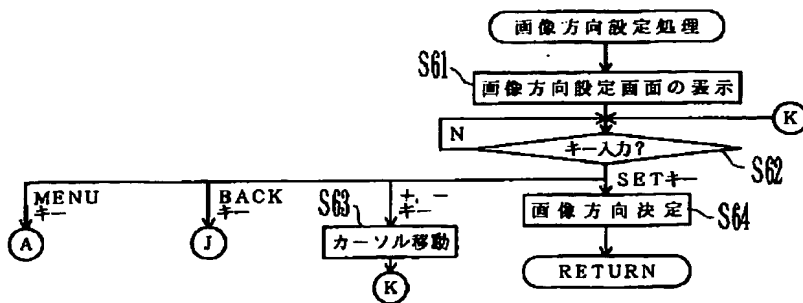 画像方向設定処理
S61
画像方向設定画面の表示
K
N
キー入力?
S62
MENU
キー
BACK
キー
+, -
キー
SETキー
S63
S64
カーソル移動
画像方向決定
A
J
K
RETURN